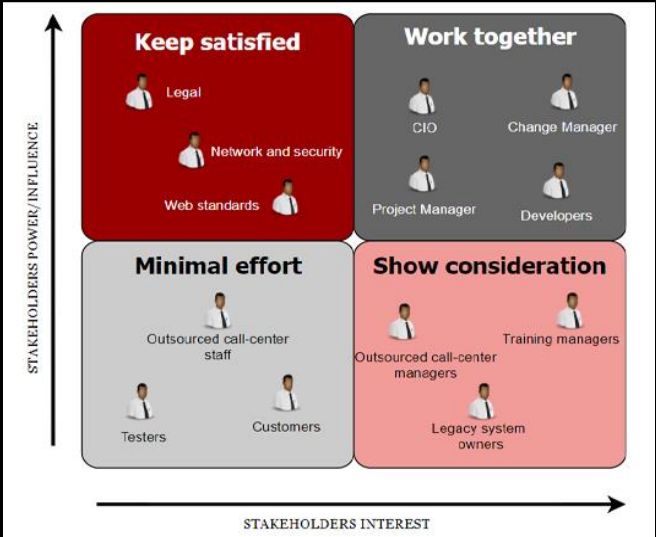 STAKEHOLDERS POWER/INFLUENCE
Keep satisfied
Legal
Network and security
Web standards
Work together
CIO
Change Manager
Project Manager
Developers
Minimal effort
Outsourced call-center
staff
Testers
Customers
Show consideration
Training managers
Outsourced call-center
managers
Legacy system
owners
STAKEHOLDERS INTEREST